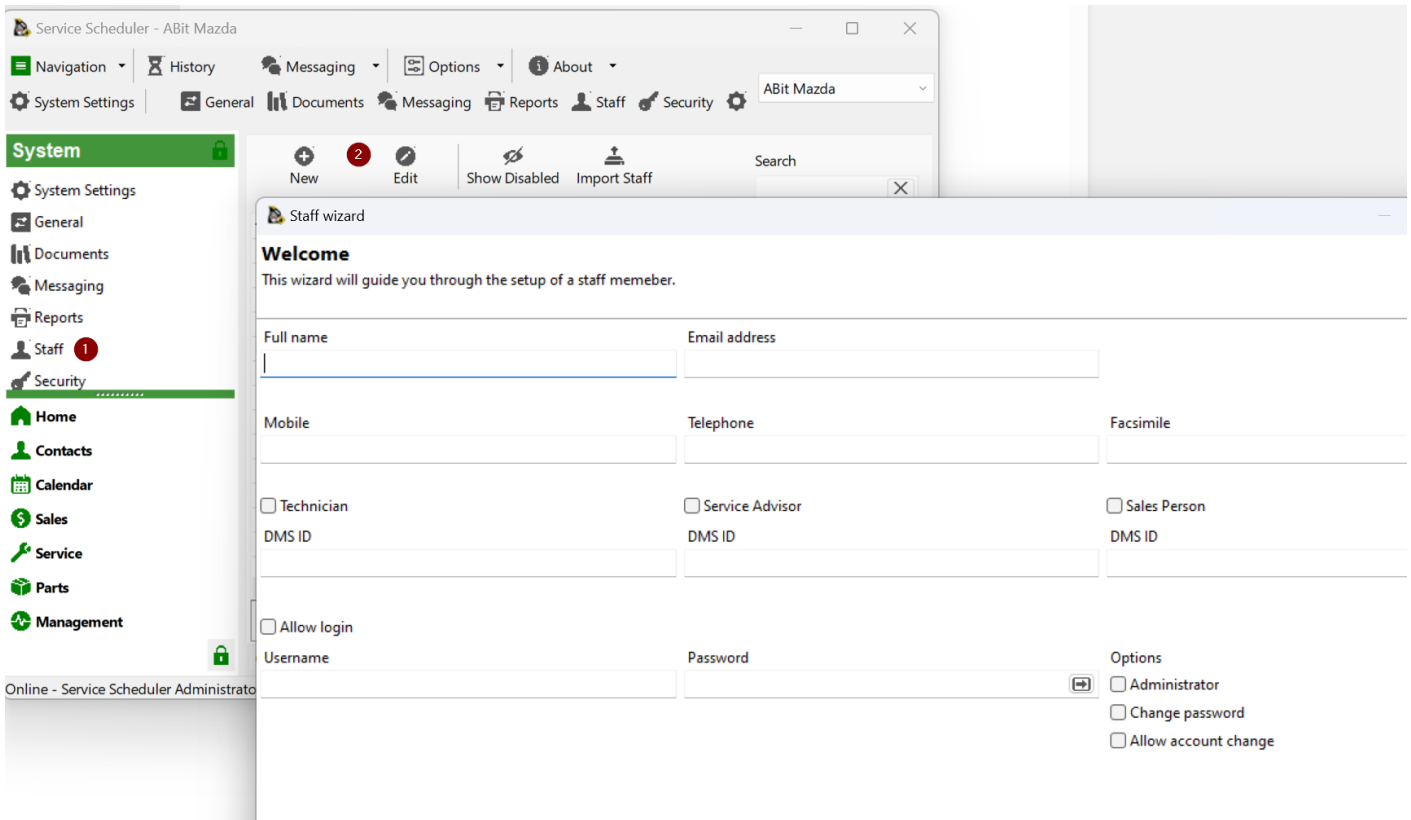 Service Scheduler - ABit Mazda
Navigation History Messaging Options About
ABit Mazda
System Settings General Documents Messaging Reports Staff Security
System
2
New Edit Show Disabled Import Staff
Search
System Settings
General
Documents
Messaging
Reports
Staff 1
Security
Home
Contacts
Calendar
Sales
Service
Parts
Management
Online - Service Scheduler Administrato
Staff wizard
Welcome
This wizard will guide you through the setup of a staff memeber.
Full name Email address
Mobile Telephone Facsimile
Technician Service Advisor Sales Person
DMS ID DMS ID DMS ID
Allow login
Username Password Options
Administrator
Change password
Allow account change